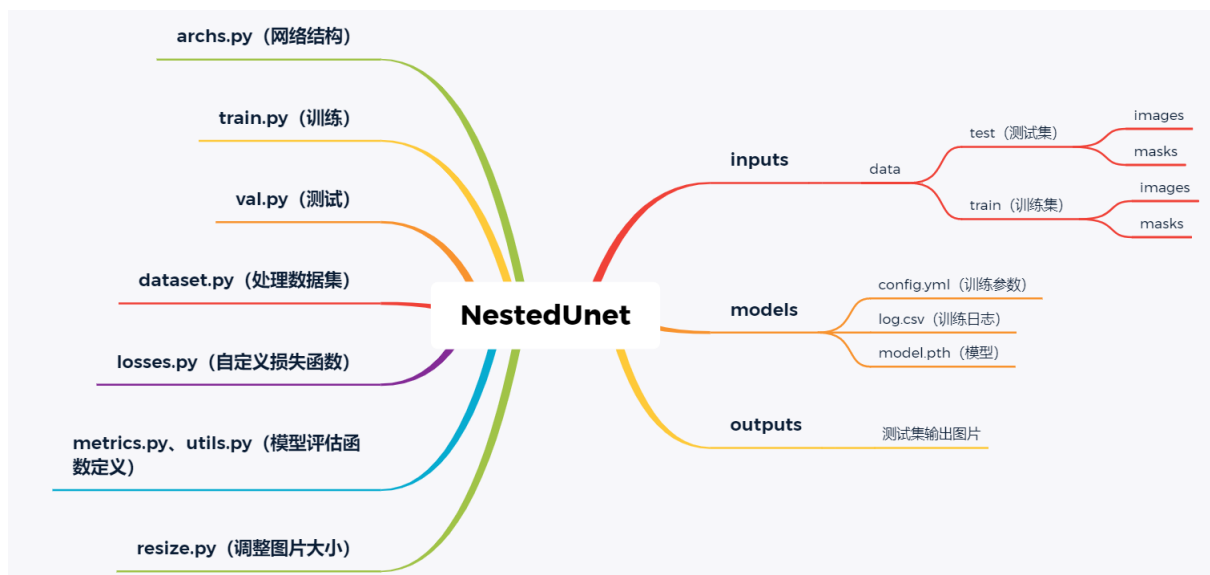 archs.py（网络结构）
train.py（训练）
val.py（测试）
dataset.py（处理数据集）
losses.py（自定义损失函数）
metrics.py、utils.py（模型评估函
数定义）
resize.py（调整图片大小）
NestedUnet
inputs
data
test（测试集）
images
masks
train（训练集）
images
masks
models
config.yml（训练参数）
log.csv（训练日志）
model.pth（模型）
outputs
测试集输出图片